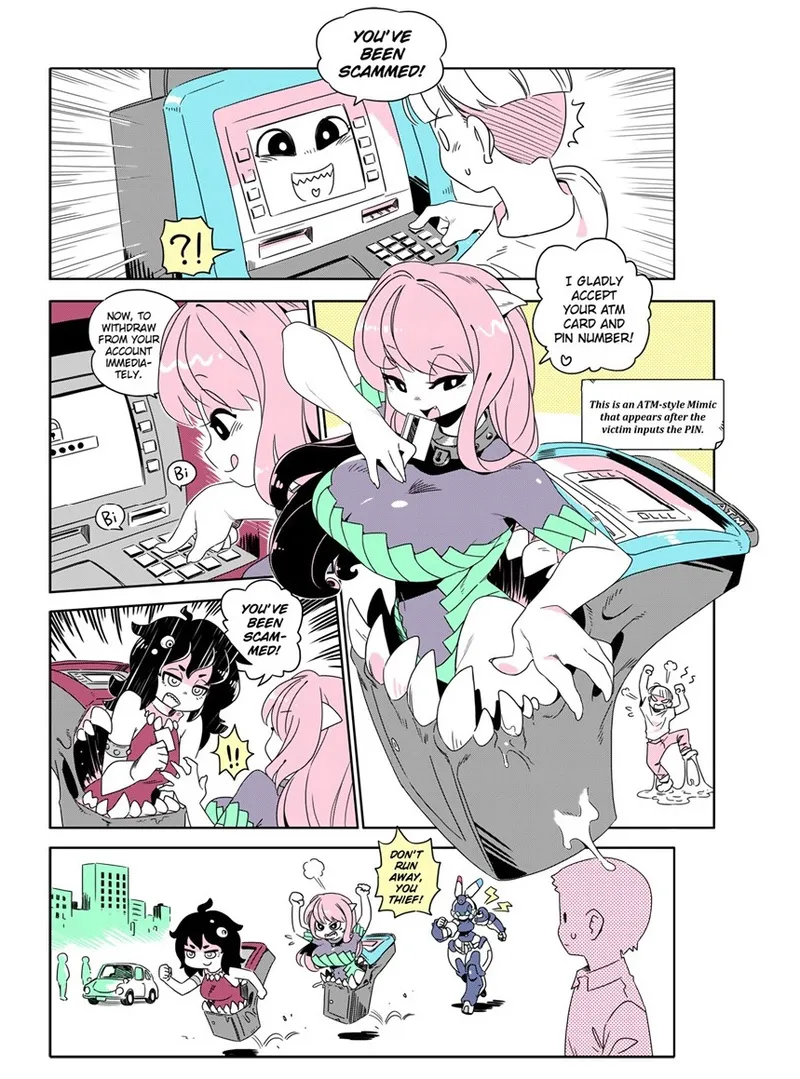 YOU'VE
BEEN
SCAMMED!
?!
I GLADLY
ACCEPT
YOUR ATM
CARD AND
PIN NUMBER!
This is an ATM-style Mimic
that appears after the
victim inputs the PIN.
ATM
NOW, TO
WITHDRAW
FROM YOUR
ACCOUNT
IMMEDIA-
TELY.
Bi
Bi
YOU'VE
BEEN
SCAM-
MED!
!!
DON'T
RUN
AWAY,
YOU
THIEF!